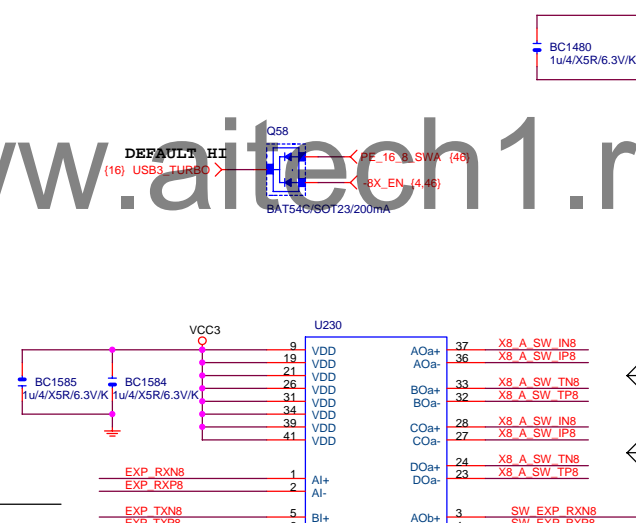 BC1480
1u/4/X5R/6.3V/K
www.aitech1.r
Q58
DEFAULT HI
{16} USB3_TURBO
PE_16_8_SWA {46}
-8X_EN {4,46}
BAT54C/SOT23/200mA
VCC3
U230
BC1585
1u/4/X5R/6.3V/K
BC1584
1u/4/X5R/6.3V/K
9 VDD AOa+ 37 X8_A_SW_IN8
19 VDD AOa- 36 X8_A_SW_IP8
21 VDD
26 VDD BOa+ 33 X8_A_SW_TN8
31 VDD BOa- 32 X8_A_SW_TP8
34 VDD
39 VDD COa+ 28 X8_A_SW_IN8
41 VDD COa- 27 X8_A_SW_IP8
DOa+ 24 X8_A_SW_TN8
DOa- 23 X8_A_SW_TP8
EXP_RXN8 1 AI+
EXP_RXP8 2 AI-
EXP_TXN8 5 BI+ AOb+ 3 SW_EXP_RXN8
EXP_TXP8 SW_EXP_RXP8